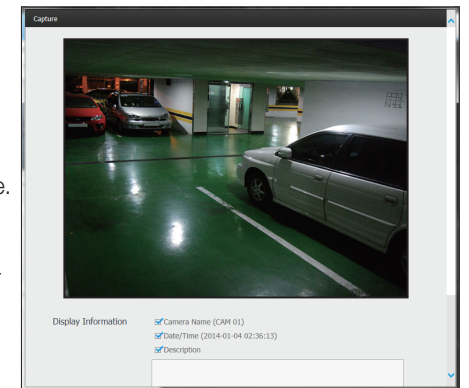 Capture
e.
Display Information
Camera Name (CAM 01)
Date/Time (2014-01-04 02:36:13)
Description